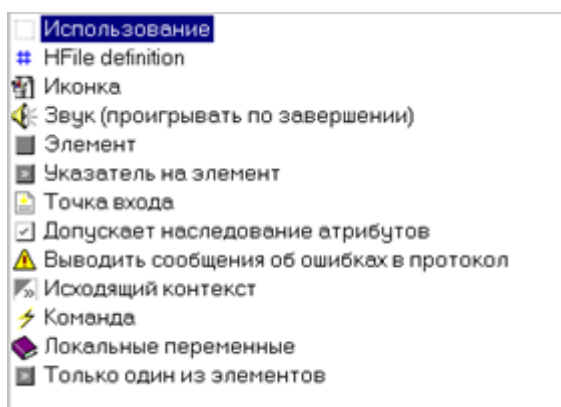 Использование
HFile definition
Иконка
Звук (проигрывать по завершении)
Элемент
Указатель на элемент
Точка входа
Допускает наследование атрибутов
Выводить сообщения об ошибках в протокол
Исходящий контекст
Команда
Локальные переменные
Только один из элементов